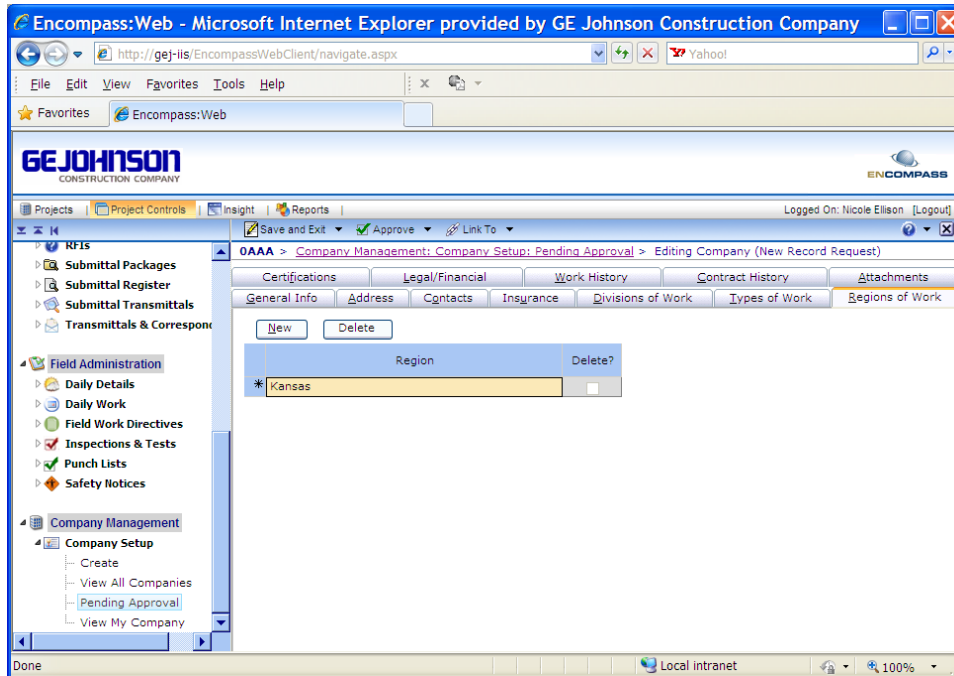 Encompass:Web - Microsoft Internet Explorer provided by GE Johnson Construction Company
http://gej-iis/EncompassWebClient/navigate.aspx
Yahoo!
File Edit View Favorites Tools Help
Favorites Encompass:Web
GE JOHNSON
CONSTRUCTION COMPANY
ENCOMPASS
Projects | Project Controls | Insight | Reports | Logged On: Nicole Ellison [Logout]
Save and Exit Approve Link To
RFIs
0AAA > Company Management: Company Setup: Pending Approval > Editing Company (New Record Request)
Submittal Packages
Submittal Register
Submittal Transmittals
Transmittals & Correspond
Certifications Legal/Financial Work History Contract History Attachments
General Info Address Contacts Insurance Divisions of Work Types of Work Regions of Work
New Delete
Region Delete?
* Kansas
Field Administration
Daily Details
Daily Work
Field Work Directives
Inspections & Tests
Punch Lists
Safety Notices
Company Management
Company Setup
Create
View All Companies
Pending Approval
View My Company
Done Local intranet 100%